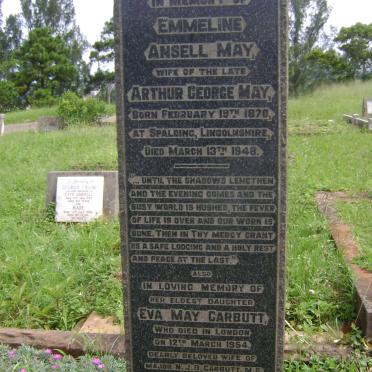 IN MEMORY OF
EMMELINE
ANSELL MAY
WIFE OF THE LATE
ARTHUR GEORGE MAY,
BORN FEBRUARY 19TH 1870,
AT SPALDING, LINCOLNSHIRE,
DIED MARCH 13TH 1948.
"... UNTIL THE SHADOWS LENGTHEN
AND THE EVENING COMES AND THE
BUSY WORLD IS HUSHED, THE FEVER
OF LIFE IS OVER AND OUR WORK IS
DONE. THEN IN THY MERCY GRANT
US A SAFE LODGING AND A HOLY REST
AND PEACE AT THE LAST."
ALSO
IN LOVING MEMORY OF
HER ELDEST DAUGHTER
EVA MAY GARBUTT,
WHO DIED IN LONDON
ON 12TH MARCH 1954.
DEARLY BELOVED WIFE OF
MAJOR N.J.D. GARBUTT, M.B.E.